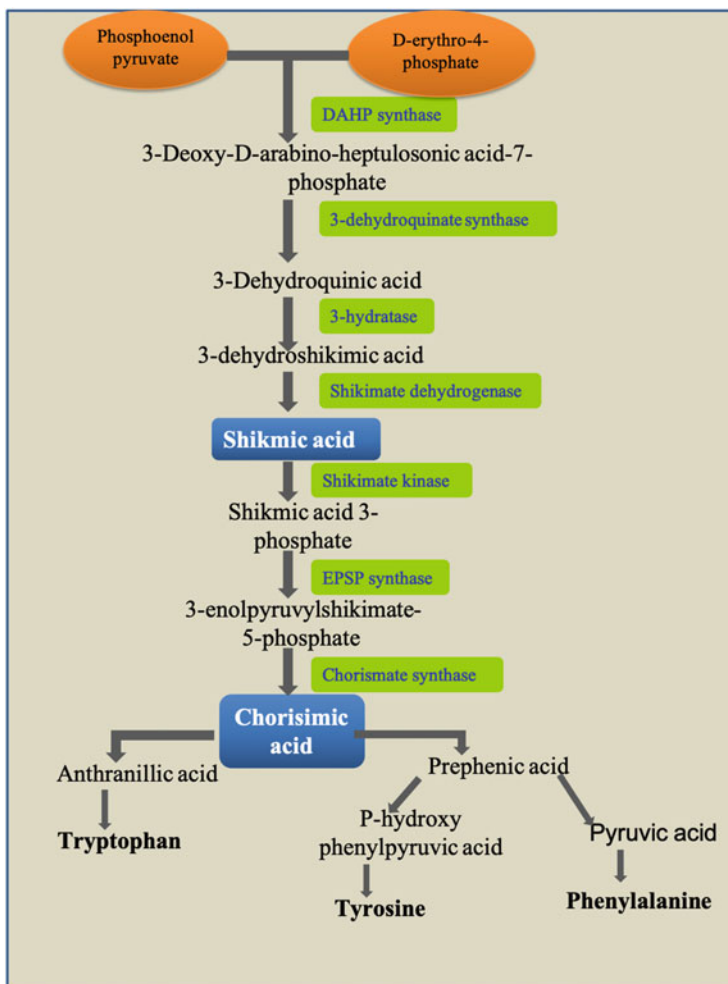 Phosphoenol
pyruvate
D-erythro-4-
phosphate
DAHP synthase
3-Deoxy-D-arabino-heptulosonic acid-7-
phosphate
3-dehydroquinate synthase
3-Dehydroquinic acid
3-hydratase
3-dehydroshikimic acid
Shikimate dehydrogenase
Shikmic acid
Shikimate kinase
Shikmic acid 3-
phosphate
EPSP synthase
3-enolpyruvylshikimate-
5-phosphate
Chorismate synthase
Chorisimic
acid
Anthranillic acid
Tryptophan
Prephenic acid
P-hydroxy
phenylpyruvic acid
Tyrosine
Pyruvic acid
Phenylalanine